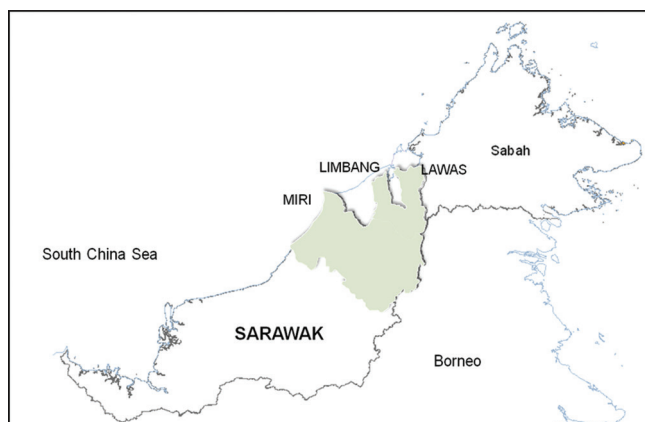 Sabah
LIMBANG
LAWAS
MIRI
South China Sea
SARAWAK
Borneo